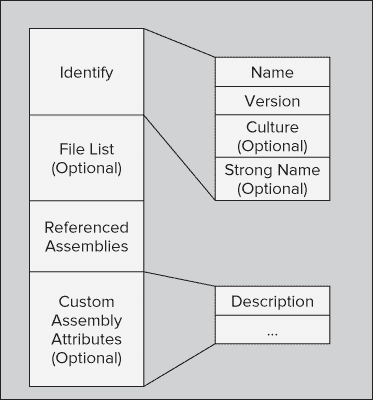 Identify
File List
(Optional)
Referenced
Assemblies
Custom
Assembly
Attributes
(Optional)
Name
Version
Culture
(Optional)
Strong Name
(Optional)
Description
...